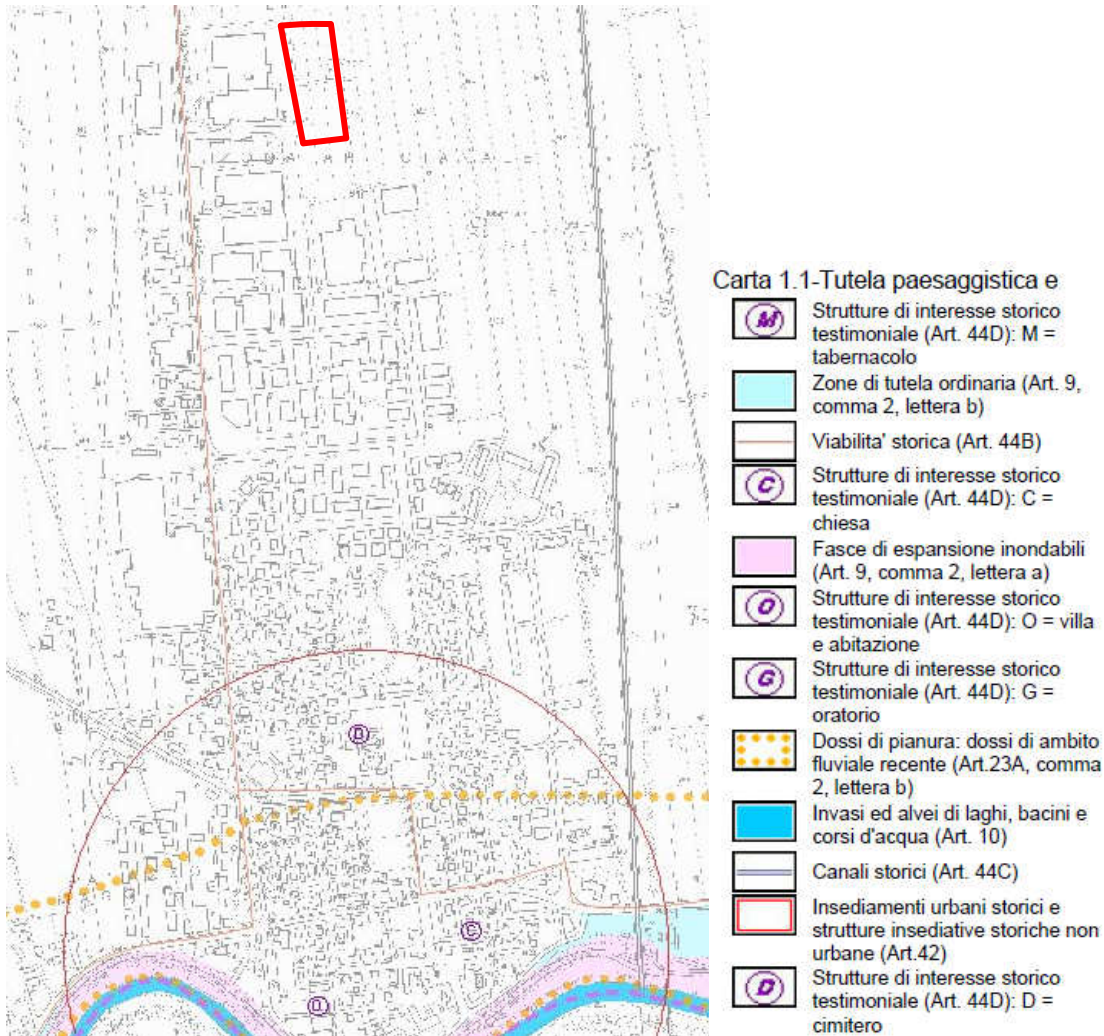 Carta 1.1-Tutela paesaggistica e
M
Strutture di interesse storico
testimoniale (Art. 44D): M =
tabernacolo
Zone di tutela ordinaria (Art. 9,
comma 2, lettera b)
Viabilita' storica (Art. 44B)
C
Strutture di interesse storico
testimoniale (Art. 44D): C =
chiesa
Fasce di espansione inondabili
(Art. 9, comma 2, lettera a)
O
Strutture di interesse storico
testimoniale (Art. 44D): O = villa
e abitazione
G
Strutture di interesse storico
testimoniale (Art. 44D): G =
oratorio
Dossi di pianura: dossi di ambito
fluviale recente (Art.23A, comma
2, lettera b)
Invasi ed alvei di laghi, bacini e
corsi d'acqua (Art. 10)
Canali storici (Art. 44C)
Insediamenti urbani storici e
strutture insediative storiche non
urbane (Art.42)
D
Strutture di interesse storico
testimoniale (Art. 44D): D =
cimitero
D
C